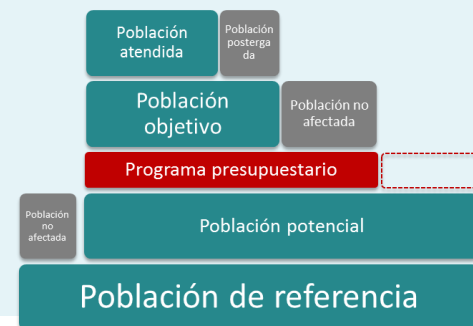 Población
atendida
Población
posterga
da
Población
objetivo
Población no
afectada
Programa presupuestario
Población
no
afectada
Población potencial
Población de referencia